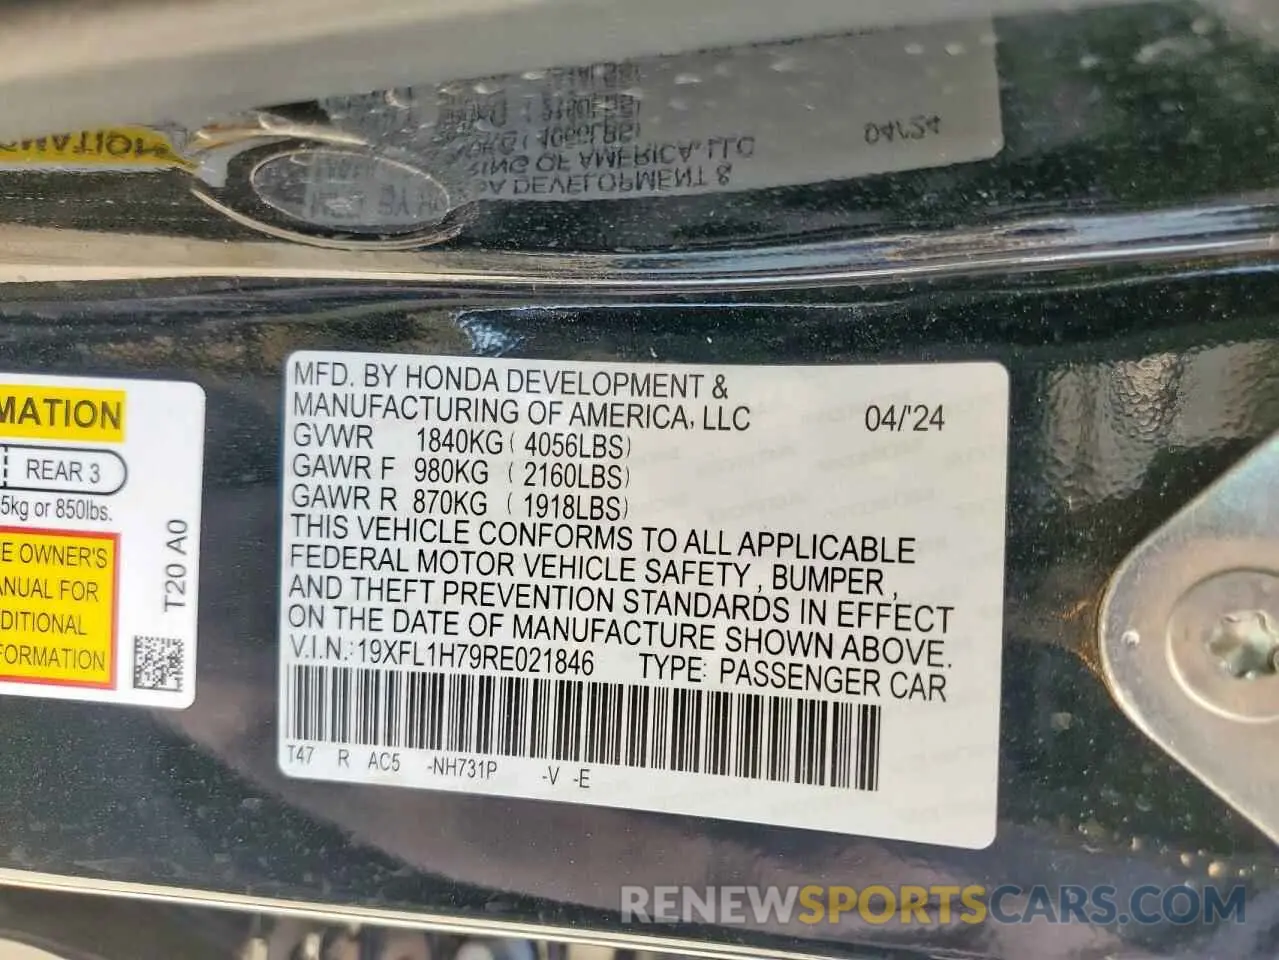 MATION
REAR 3
5kg or 850lbs.
E OWNER'S
ANUAL FOR
DITIONAL
FORMATION
T20 A0
MFD. BY HONDA DEVELOPMENT &
MANUFACTURING OF AMERICA, LLC 04/'24
GVWR 1840KG ( 4056LBS)
GAWR F 980KG ( 2160LBS)
GAWR R 870KG ( 1918LBS)
THIS VEHICLE CONFORMS TO ALL APPLICABLE
FEDERAL MOTOR VEHICLE SAFETY , BUMPER ,
AND THEFT PREVENTION STANDARDS IN EFFECT
ON THE DATE OF MANUFACTURE SHOWN ABOVE.
V.I.N.:19XFL1H79RE021846 TYPE: PASSENGER CAR
T47 R AC5 -NH731P -V -E
RENEWSPORTSCARS.COM